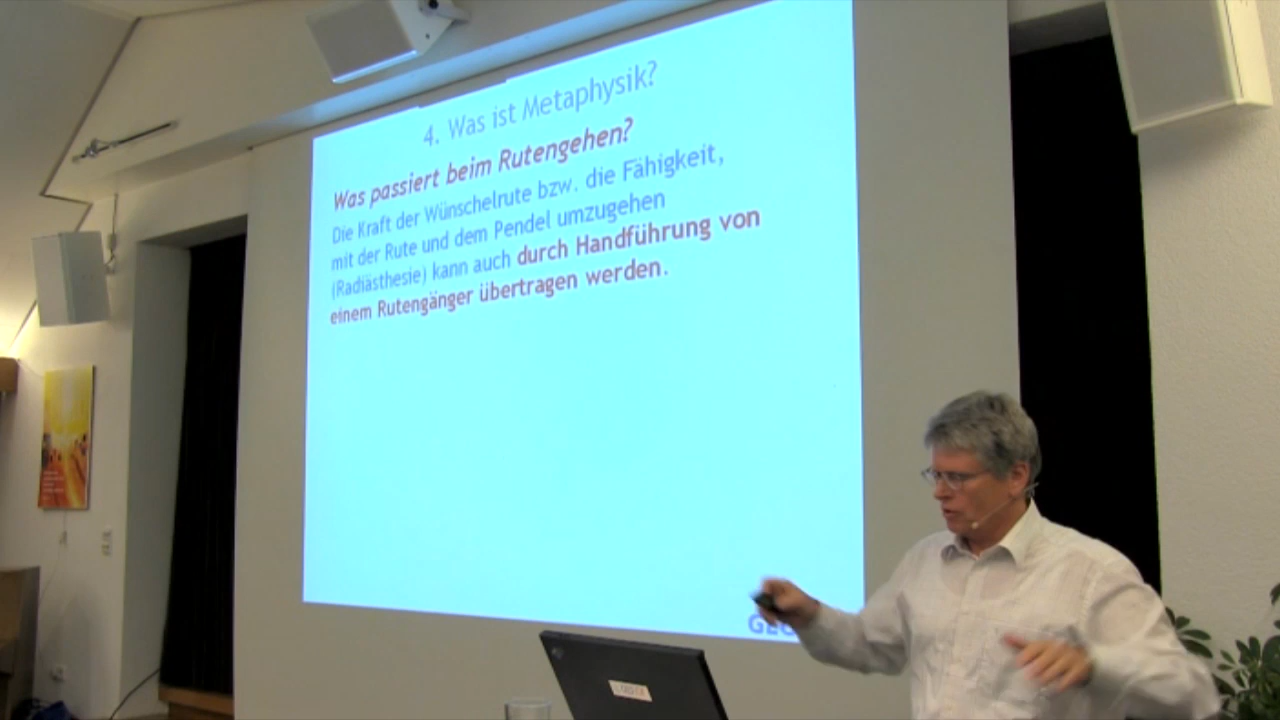 4. Was ist Metaphysik?
Was passiert beim Rutengehen?
Die Kraft der Wünschelrute bzw. die Fähigkeit,
mit der Rute und dem Pendel umzugehen
(Radiästhesie) kann auch durch Handführung von
einem Rutengänger übertragen werden.